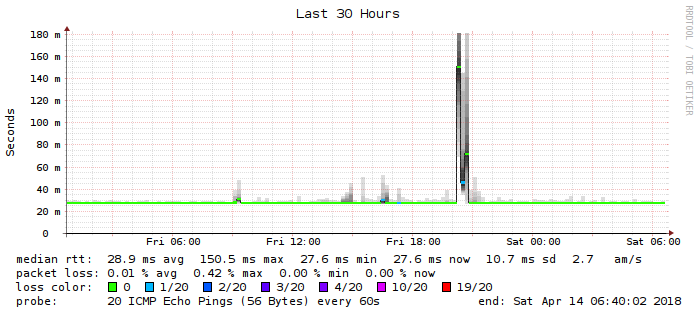 Last 30 Hours
RRDTOOL / TOBI OETIKER
Seconds
180 m
160 m
140 m
120 m
100 m
80 m
60 m
40 m
20 m
0
Fri 06:00 Fri 12:00 Fri 18:00 Sat 00:00 Sat 06:00
median rtt: 28.9 ms avg 150.5 ms max 27.6 ms min 27.6 ms now 10.7 ms sd 2.7 am/s
packet loss: 0.01 % avg 0.42 % max 0.00 % min 0.00 % now
loss color: 0 1/20 2/20 3/20 4/20 10/20 19/20
probe: 20 ICMP Echo Pings (56 Bytes) every 60s end: Sat Apr 14 06:40:02 2018